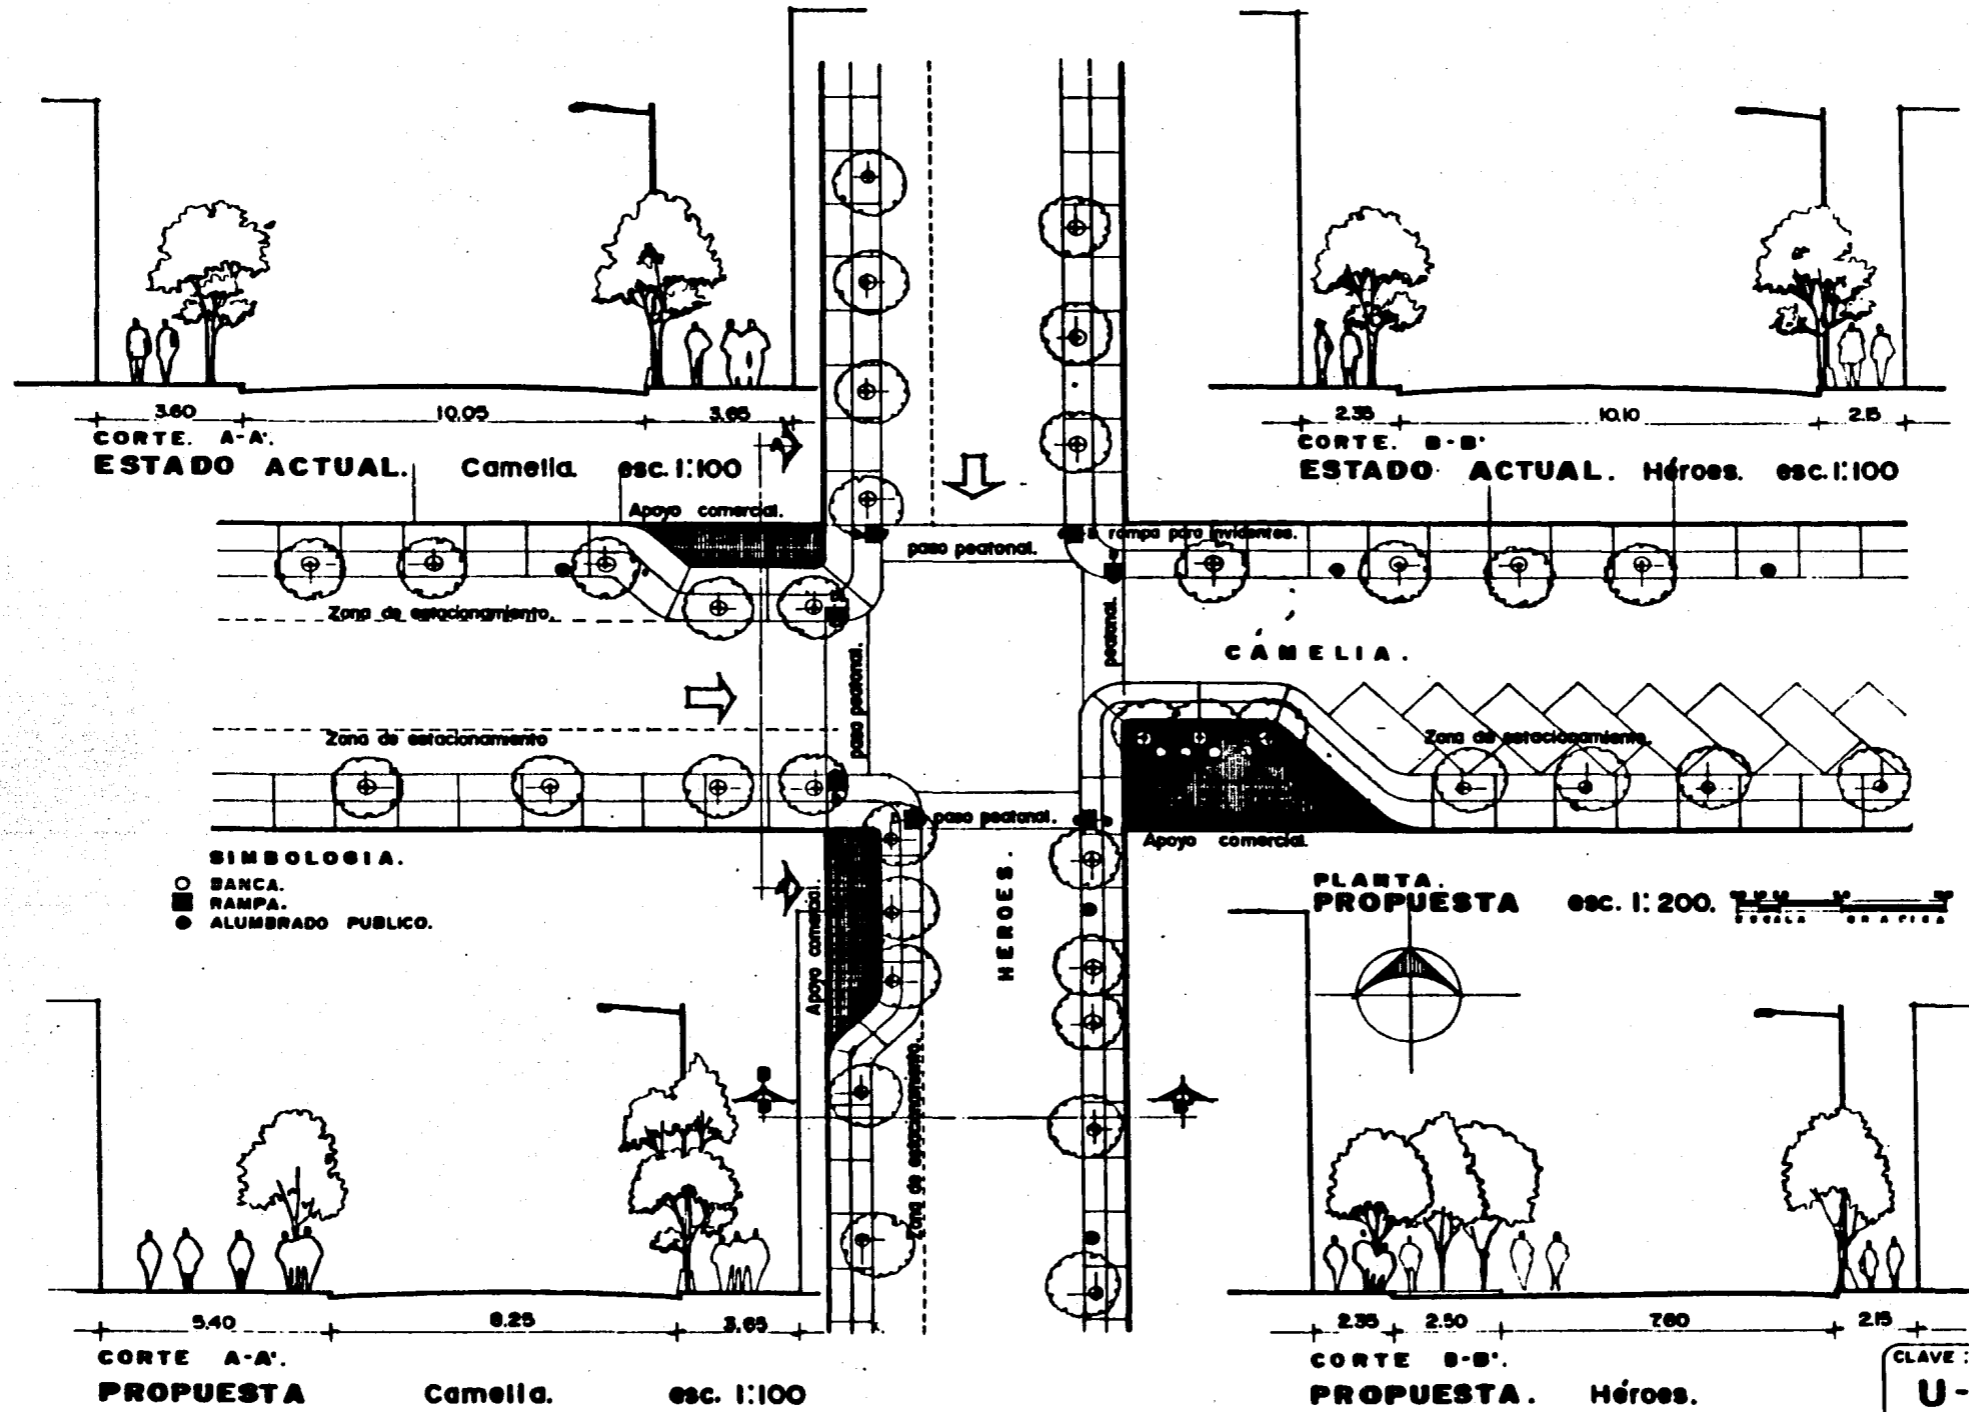 3.60 10.05 3.65
CORTE. A-A'.
ESTADO ACTUAL. Camelia. esc. 1:100
2.35 10.10 2.15
CORTE. B-B'
ESTADO ACTUAL. Héroes. esc. 1:100
Apoyo comercial.
paso peatonal.
rampa para invidentes.
Zona de estacionamiento.
peatonal.
CAMELIA.
paso peatonal.
Zona de estacionamiento
Zona de estacionamiento.
paso peatonal.
Apoyo comercial.
HEROES.
Apoyo comercial.
Zona de estacionamiento.
SIMBOLOGIA.
BANCA.
RAMPA.
ALUMBRADO PUBLICO.
PLANTA.
PROPUESTA esc. 1:200.
ESCALA GRAFICA
B
B
5.40 8.25 3.65
CORTE A-A'.
PROPUESTA Camelia. esc. 1:100
2.35 2.50 7.60 2.15
CORTE B-B'.
PROPUESTA. Héroes.
CLAVE:
U-